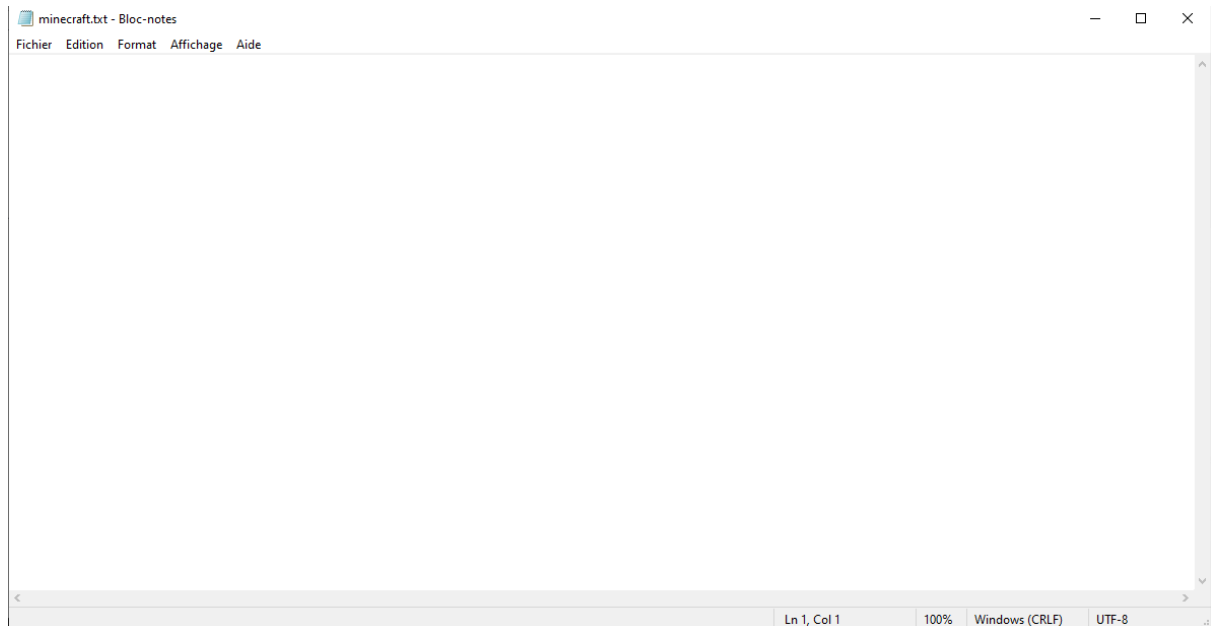 minecraft.txt - Bloc-notes
Fichier Edition Format Affichage Aide
Ln 1, Col 1 100% Windows (CRLF) UTF-8